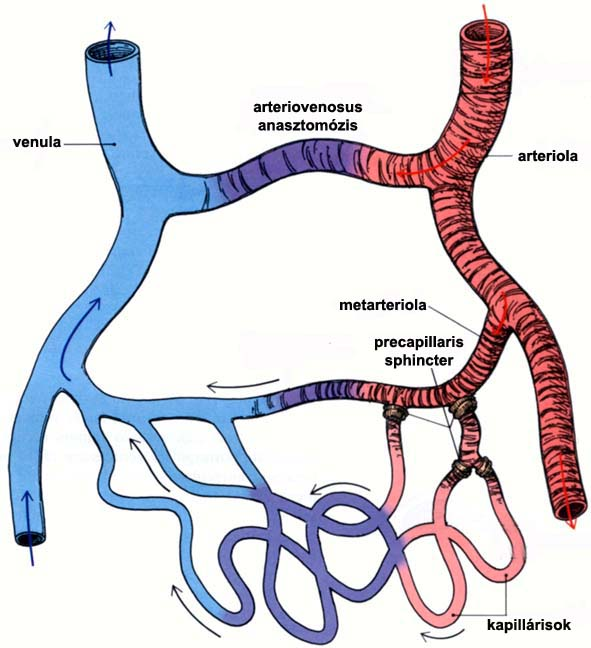 arteriovenosus
anasztomózis
venula
arteriola
metarteriola
precapillaris
sphincter
kapillárisok